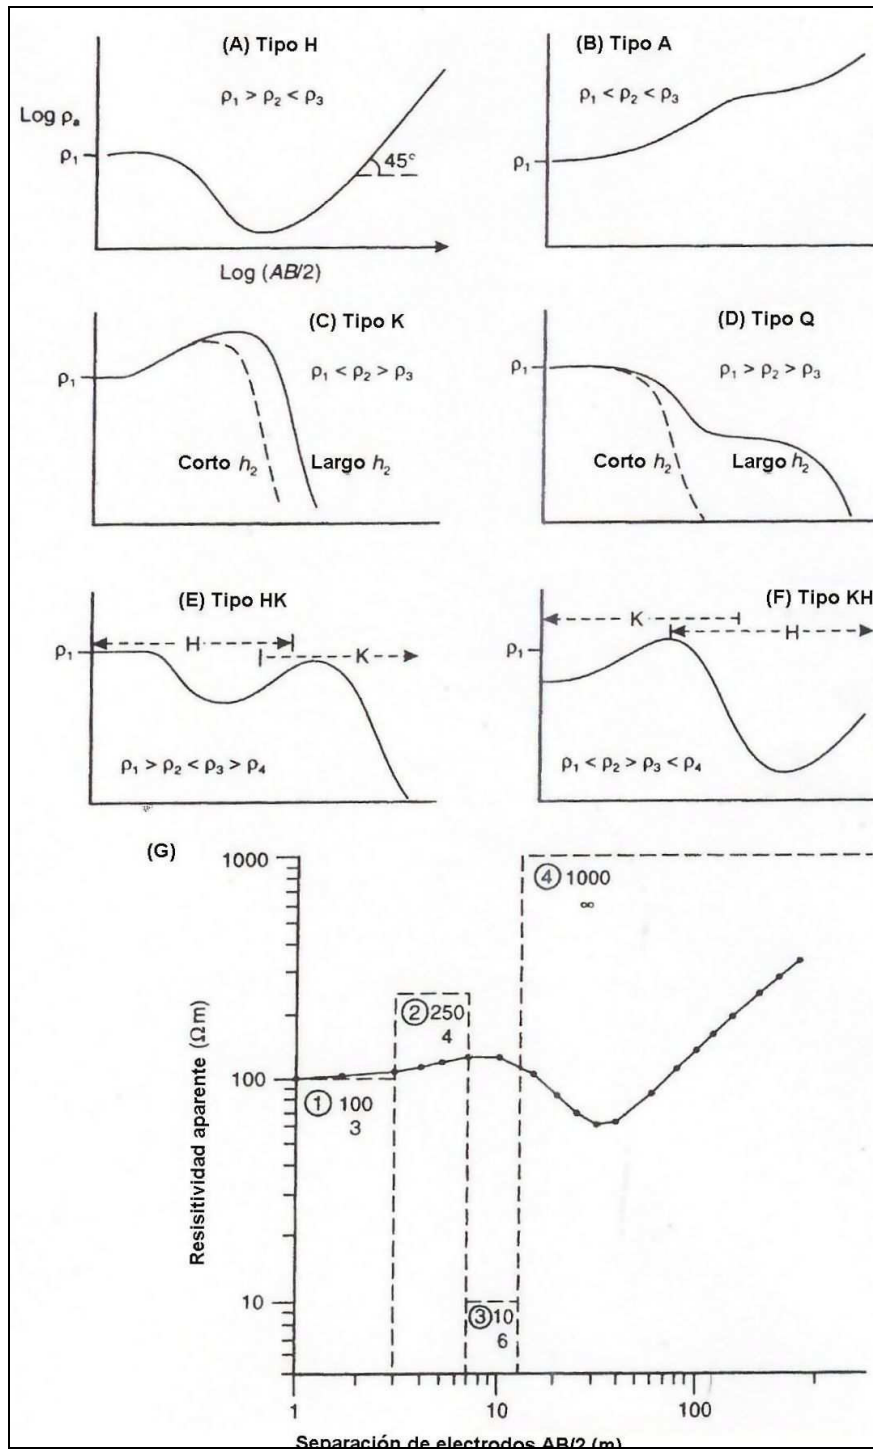 (A) Tipo H
ρ1 > ρ2 < ρ3
Log ρa
ρ1
45°
Log (AB/2)
(B) Tipo A
ρ1 < ρ2 < ρ3
ρ1
(C) Tipo K
ρ1 < ρ2 > ρ3
ρ1
Corto h2
Largo h2
(D) Tipo Q
ρ1 > ρ2 > ρ3
ρ1
Corto h2
Largo h2
(E) Tipo HK
H
K
ρ1
ρ1 > ρ2 < ρ3 > ρ4
(F) Tipo KH
K
H
ρ1
ρ1 < ρ2 > ρ3 < ρ4
(G)
1000
100
10
Resisitividad aparente (Ωm)
① 100
3
② 250
4
③ 10
6
④ 1000
∞
1
10
100
Separación de electrodos AB/2 (m)